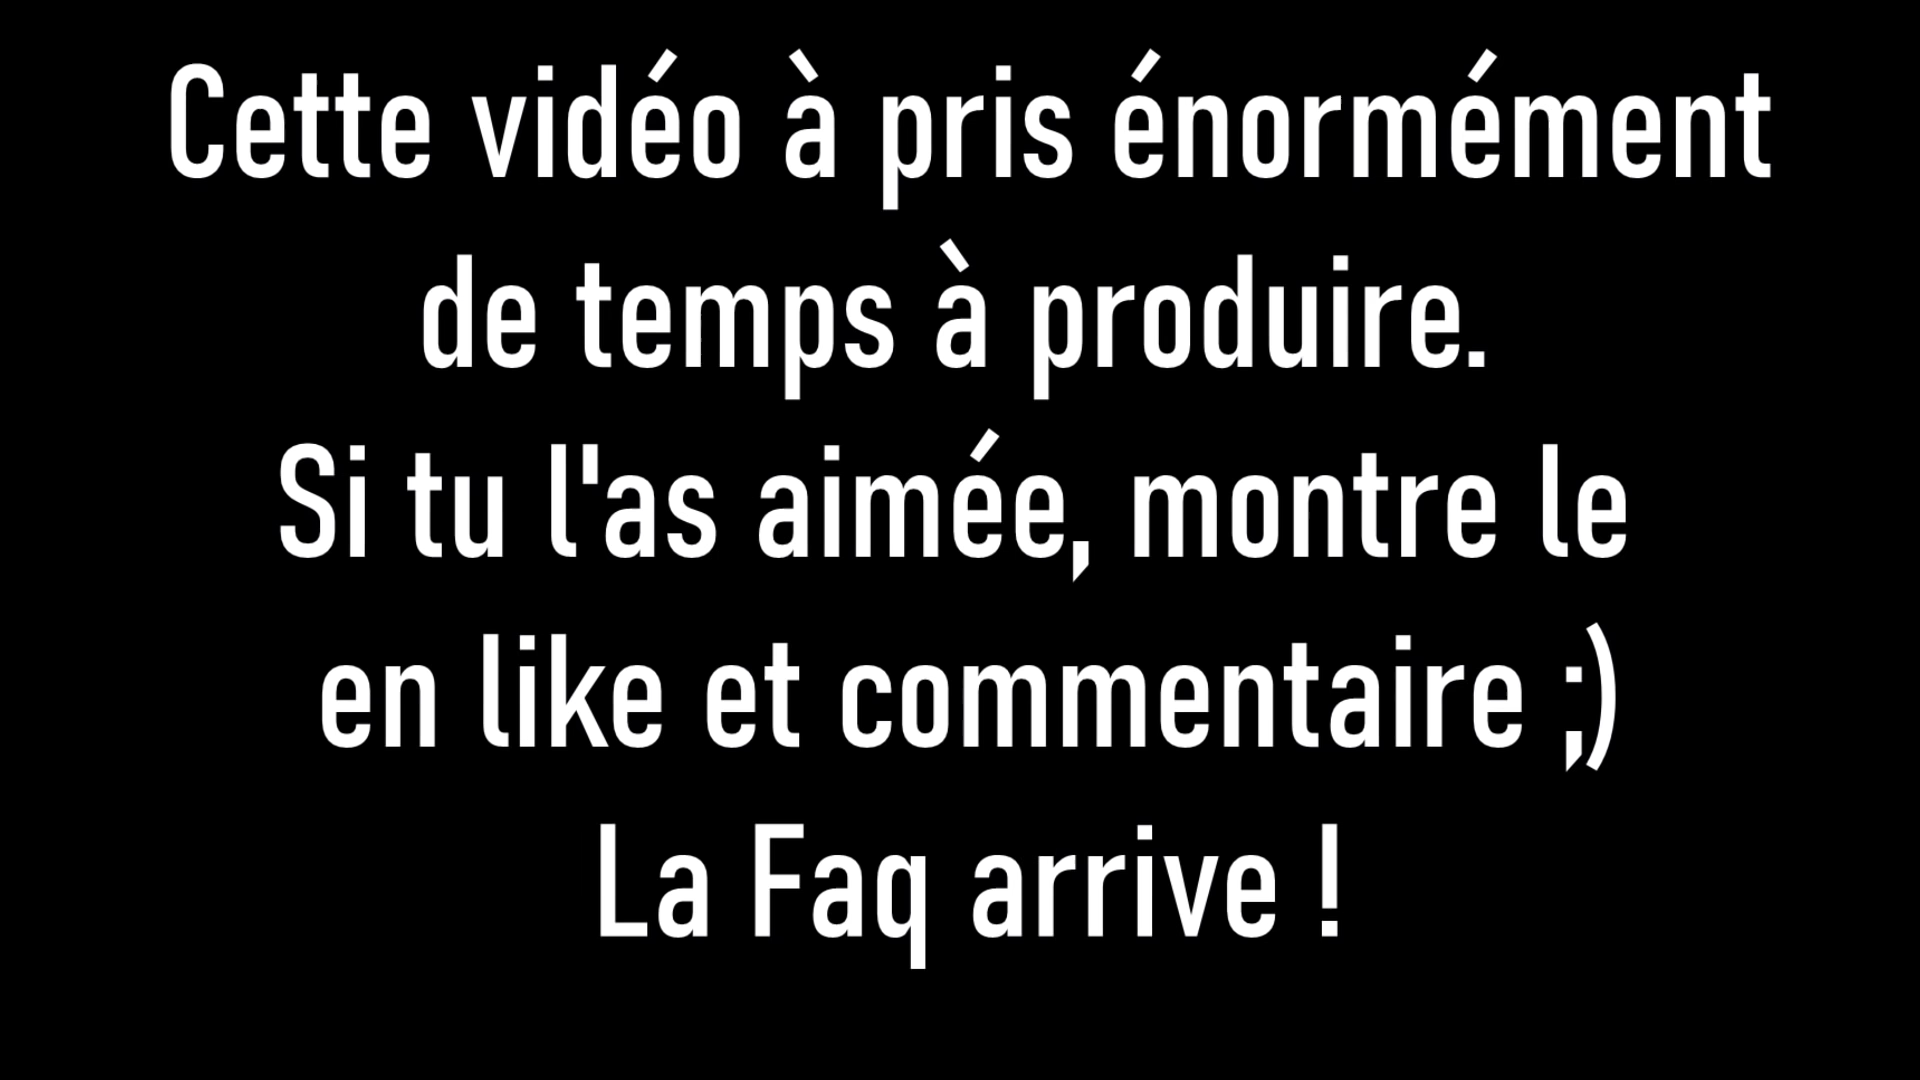 Cette vidéo à pris énormément
de temps à produire.
Si tu l'as aimée, montre le
en like et commentaire ;)
La Faq arrive !